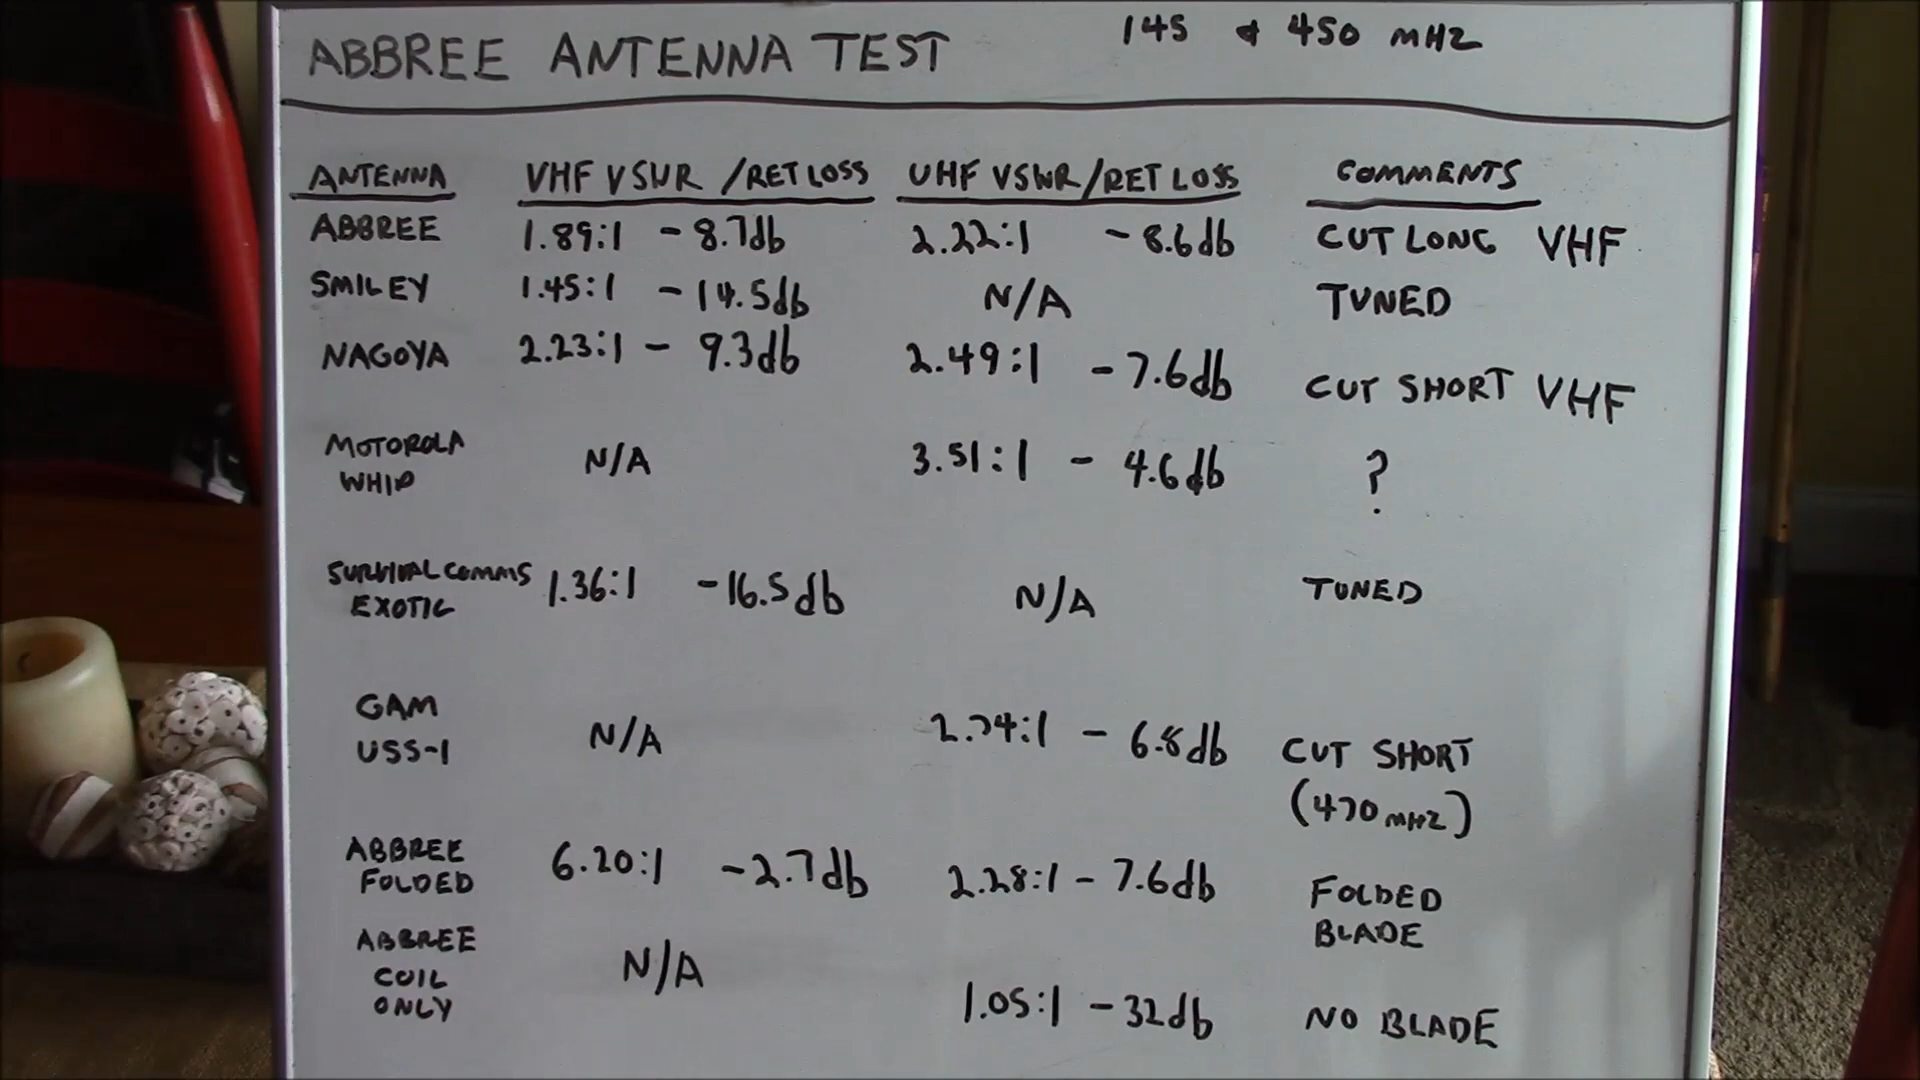 ABBREE ANTENNA TEST 145 & 450 MHZ
ANTENNA VHF VSWR /RET LOSS UHF VSWR/RET LOSS COMMENTS
ABBREE 1.89:1 -8.7db 2.22:1 -8.6db CUT LONG VHF
SMILEY 1.45:1 -14.5db N/A TUNED
NAGOYA 2.23:1 - 9.3db 2.49:1 -7.6db CUT SHORT VHF
MOTOROLA
WHIP N/A 3.51:1 - 4.6db ?
SURVIVAL COMMS
EXOTIC 1.36:1 -16.5db N/A TUNED
GAM
USS-1 N/A 2.74:1 - 6.8db CUT SHORT
(470 MHZ)
ABBREE
FOLDED 6.20:1 -2.7db 2.28:1 - 7.6db FOLDED
BLADE
ABBREE
COIL
ONLY N/A 1.05:1 -32db NO BLADE